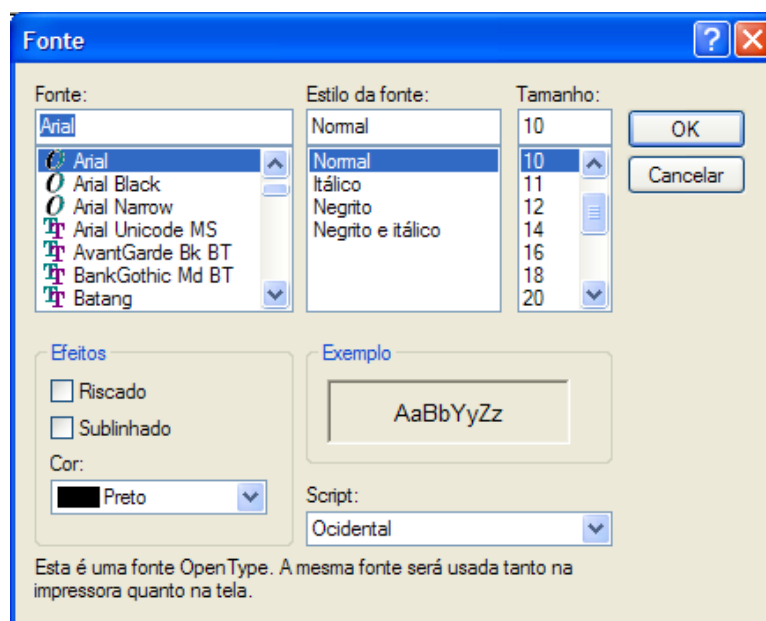 Fonte
Fonte:
Arial
Arial
Arial Black
Arial Narrow
Arial Unicode MS
AvantGarde Bk BT
BankGothic Md BT
Batang
Estilo da fonte:
Normal
Normal
Itálico
Negrito
Negrito e itálico
Tamanho:
10
10
11
12
14
16
18
20
OK
Cancelar
Efeitos
Riscado
Sublinhado
Cor:
Preto
Exemplo
AaBbYyZz
Script:
Ocidental
Esta é uma fonte OpenType. A mesma fonte será usada tanto na
impressora quanto na tela.